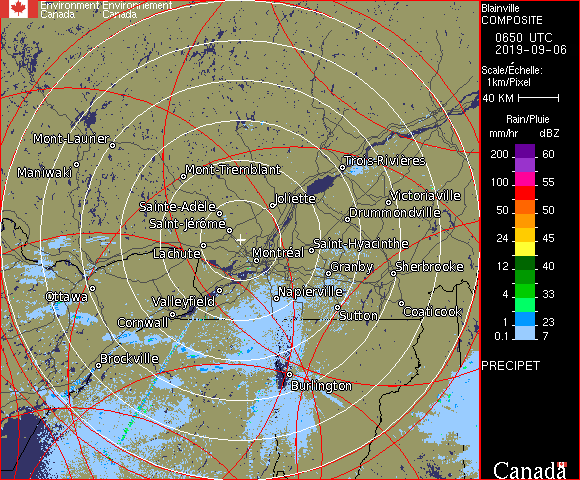 Environment Environnement
Canada Canada
Blainville
COMPOSITE
0650 UTC
2019-09-06
Scale/Échelle:
1km/Pixel
40 KM
Rain/Pluie
mm/hr dBZ
200 60
150 57
100 55
50 50
24 45
12 40
4 33
1 23
0.1 7
PRECIPET
Canada
Mont-Laurier
Maniwaki
Mont-Tremblant
Trois-Rivières
Joliette
Victoriaville
Sainte-Adèle
Drummondville
Saint-Jérôme
Saint-Hyacinthe
Lachute
Montréal
Granby
Sherbrooke
Ottawa
Valleyfield
Napierville
Cornwall
Sutton
Coaticook
Brockville
Burlington